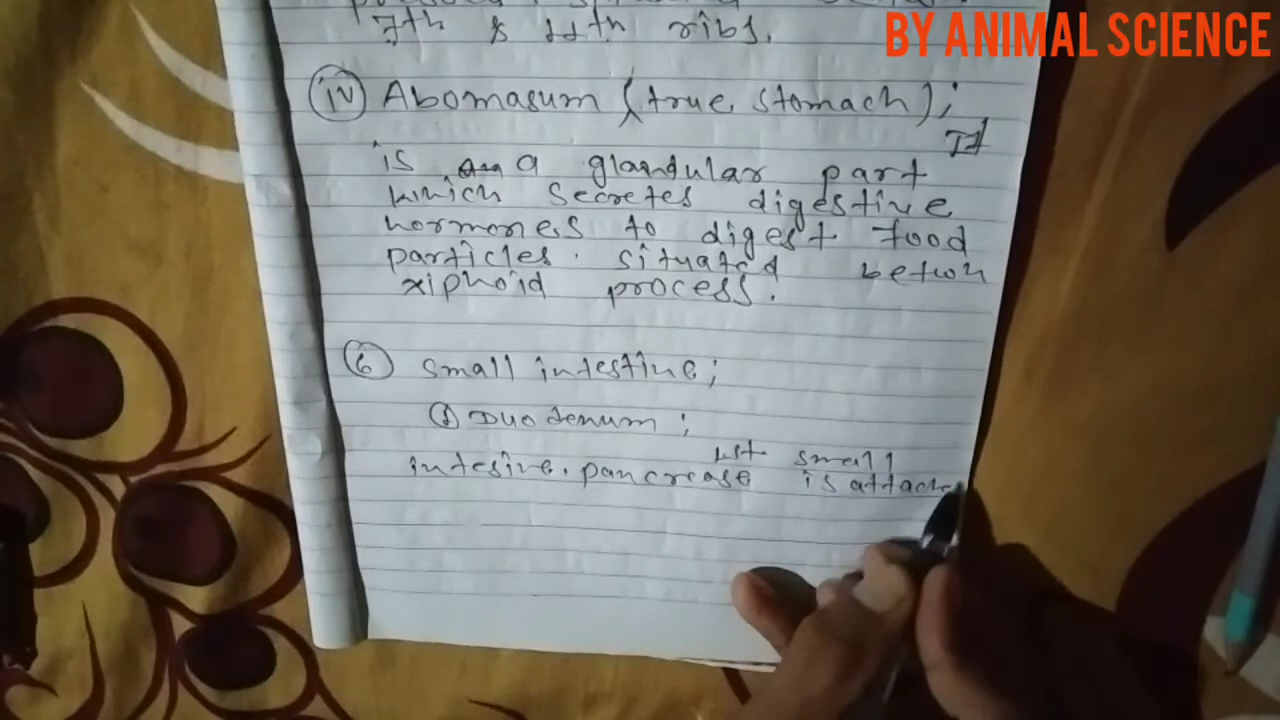 BY ANIMAL SCIENCE
7th & 11th ribs.
(iv) Abomasum (true stomach);
It
is a glandular part
which secretes digestive
hormones to digest food
particles. situated betwn
xiphoid process.
(6) small intestine;
(i) Duodenum;
1st small
intesine. pancrease is attach